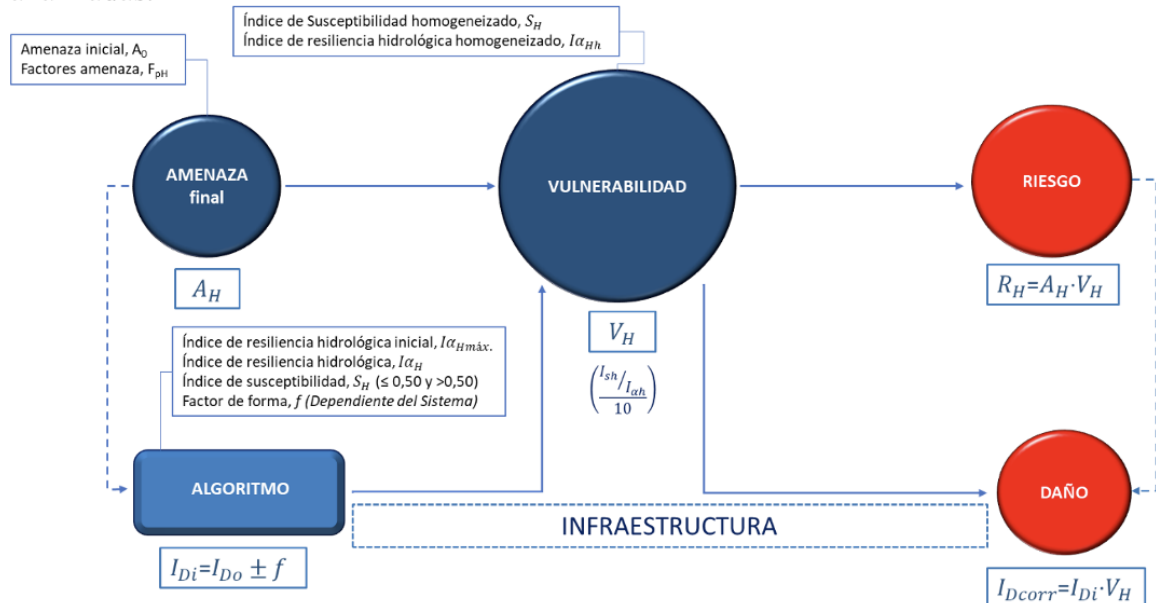 Índice de Susceptibilidad homogeneizado, S_H
Índice de resiliencia hidrológica homogeneizado, Iα_Hh
Amenaza inicial, A_0
Factores amenaza, F_pH
AMENAZA
final
VULNERABILIDAD
RIESGO
A_H
V_H
(I_sh/I_αh / 10)
R_H=A_H·V_H
Índice de resiliencia hidrológica inicial, Iα_Hmáx.
Índice de resiliencia hidrológica, Iα_H
Índice de susceptibilidad, S_H (≤ 0,50 y >0,50)
Factor de forma, f (Dependiente del Sistema)
ALGORITMO
INFRAESTRUCTURA
DAÑO
I_Di=I_Do ± f
I_Dcorr=I_Di·V_H